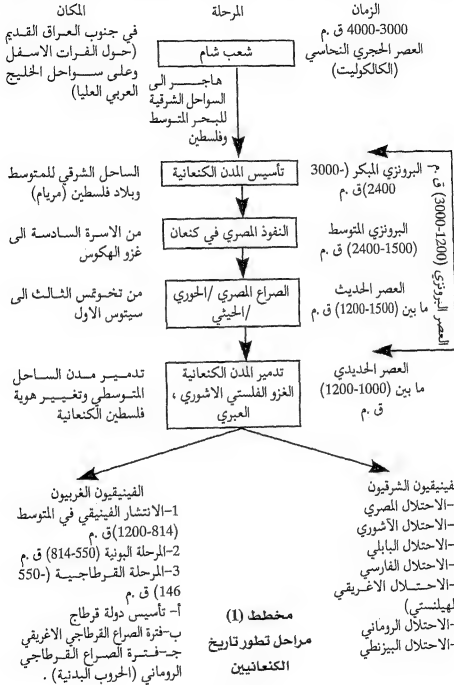 الزمان
المرحلة
المكان
4000-3000 ق .م
العصر الحجري النحاسي
(الكالكوليت)
شعب شام
في جنوب العراق القديم
(حول الفرات الاسفل
وعلى سواحل الخليج
العربي العليا)
هاجر الى
السواحل الشرقية
للبحر المتوسط
وفلسطين
العصر البرونزي (1200-3000) ق .م
البرونزي المبكر (3000-
2400) ق .م
تأسيس المدن الكنعانية
الساحل الشرقي للمتوسط
وبلاد فلسطين (مريام)
البرونزي المتوسط
(2400-1500) ق .م
النفوذ المصري في كنعان
من الاسرة السادسة الى
غزو الهكوس
العصر الحديث
ما بين (1500-1200) ق .م
الصراع المصري /الحوري
/الحيثي
من تحوتمس الثالث الى
سيتوس الاول
العصر الحديدي
ما بين (1000-1200)
ق .م
تدمير المدن الكنعانية
الغزو الفلستي الاشوري ،
العبري
تدمير مدن الساحل
المتوسطي وتغيير هوية
فلسطين الكنعانية
الفينيقيون الشرقيون
-الاحتلال المصري
-الاحتلال الآشوري
-الاحتلال البابلي
-الاحتلال الفارسي
-الاحتلال الاغريقي
الهيلنستي)
-الاحتلال الروماني
-الاحتلال البيزنطي
الفينيقيون الغربيون
1-الانتشار الفينيقي في المتوسط
(1200-814)ق .م
2-المرحلة البونية (550-814) ق .م
3-المرحلة القرطاجية (550-
146) ق .م
أ- تأسيس دولة قرطاج
ب-فترة الصراع القرطاجي الاغريقي
جـ-فترة الصراع القرطاجي
الروماني (الحروب البدنية) .
مخطط (1)
مراحل تطور تاريخ
الكنعانيين